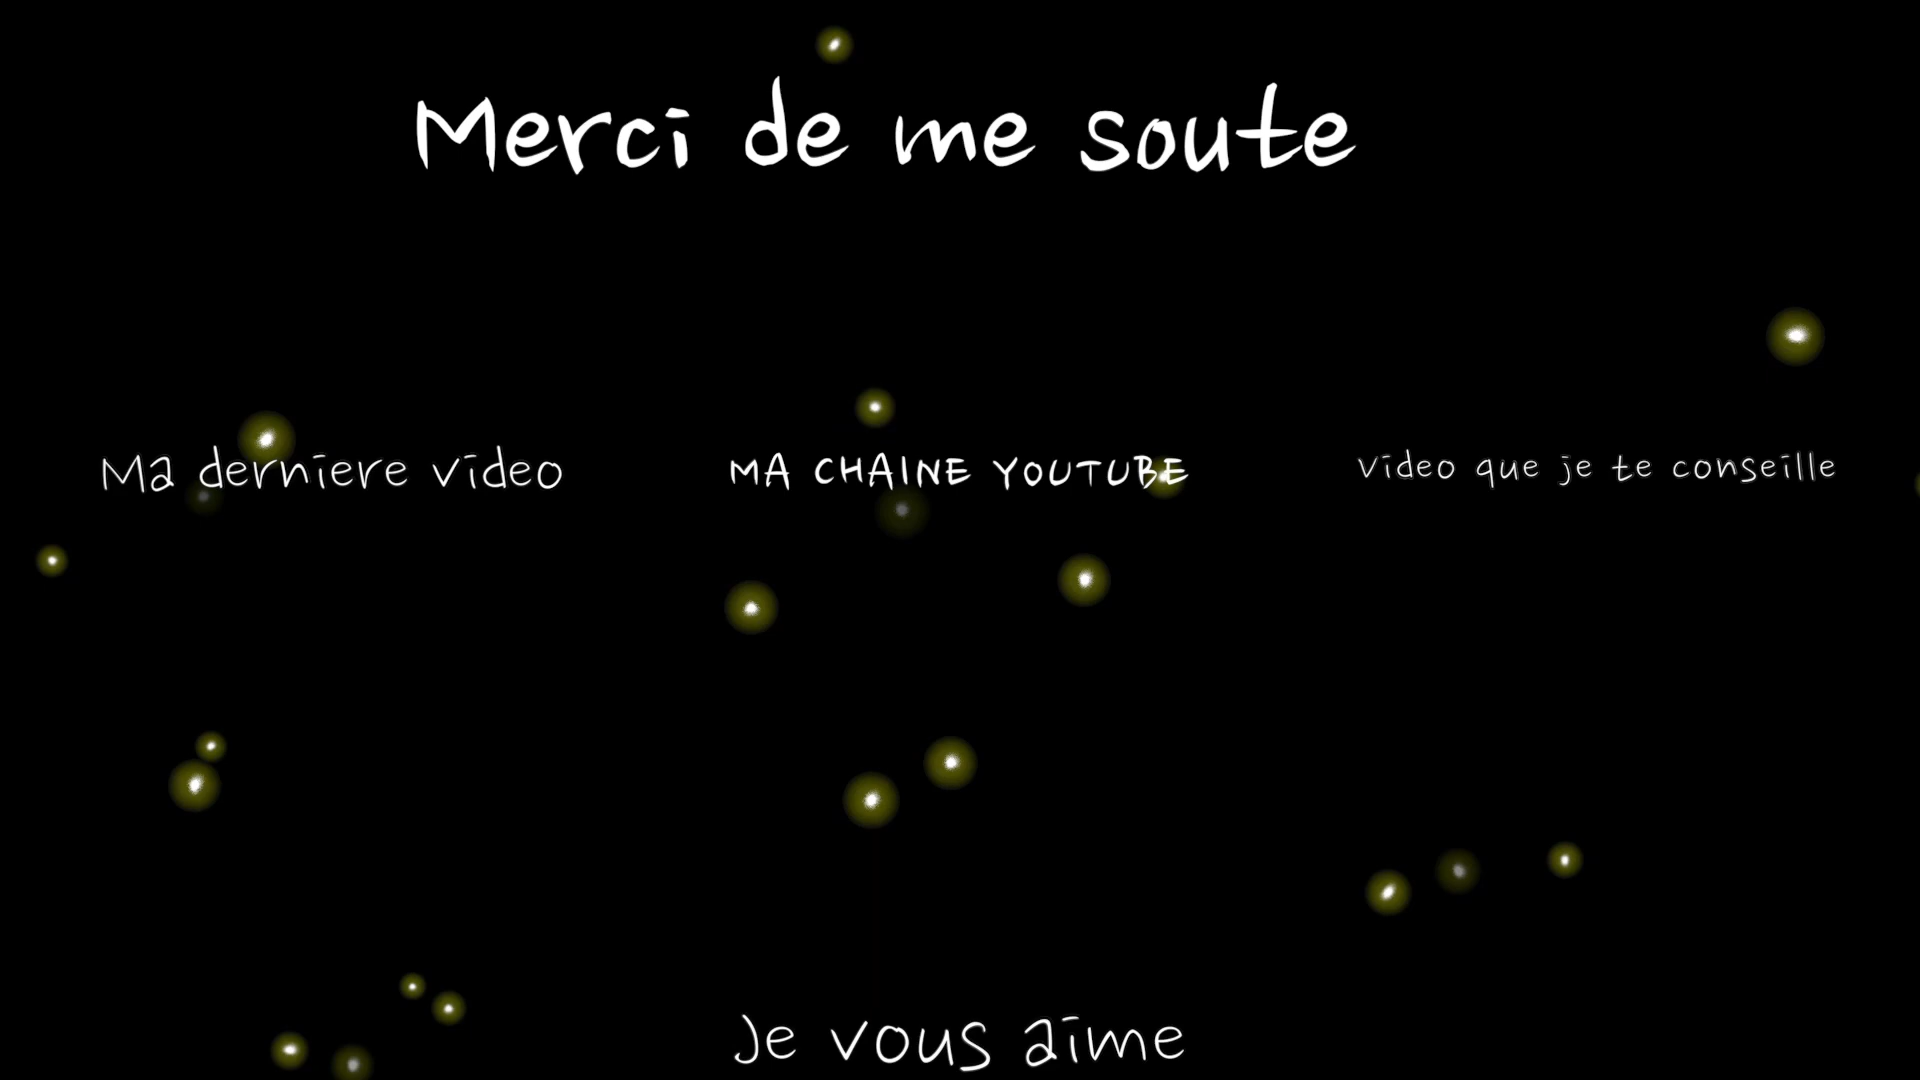 Merci de me soute
Ma derniere video
MA CHAINE YOUTUBE
video que je te conseille
Je vous aime